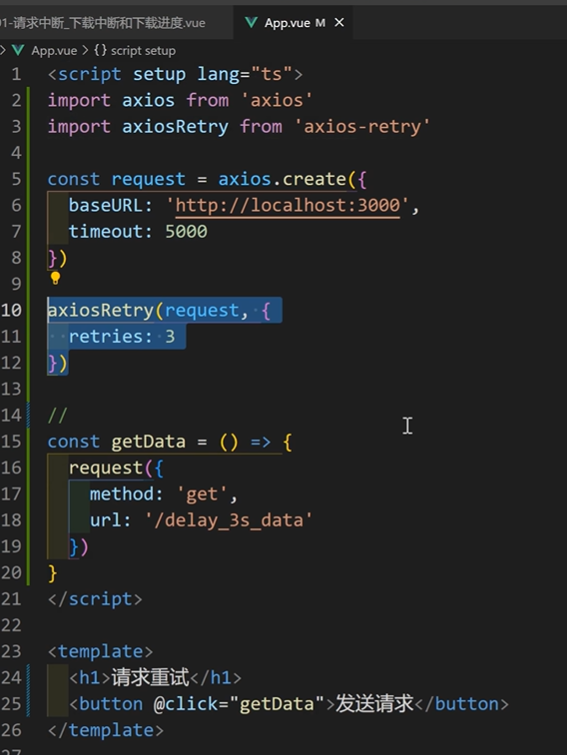 01-请求中断_下载中断和下载进度.vue App.vue M ×
> App.vue > {} script setup
1 <script setup lang="ts">
2 import axios from 'axios'
3 import axiosRetry from 'axios-retry'
4
5 const request = axios.create({
6 baseURL: 'http://localhost:3000',
7 timeout: 5000
8 })
9
10 axiosRetry(request, {
11 retries: 3
12 })
13
14 //
15 const getData = () => {
16 request({
17 method: 'get',
18 url: '/delay_3s_data'
19 })
20 }
21 </script>
22
23 <template>
24 <h1>请求重试</h1>
25 <button @click="getData">发送请求</button>
26 </template>